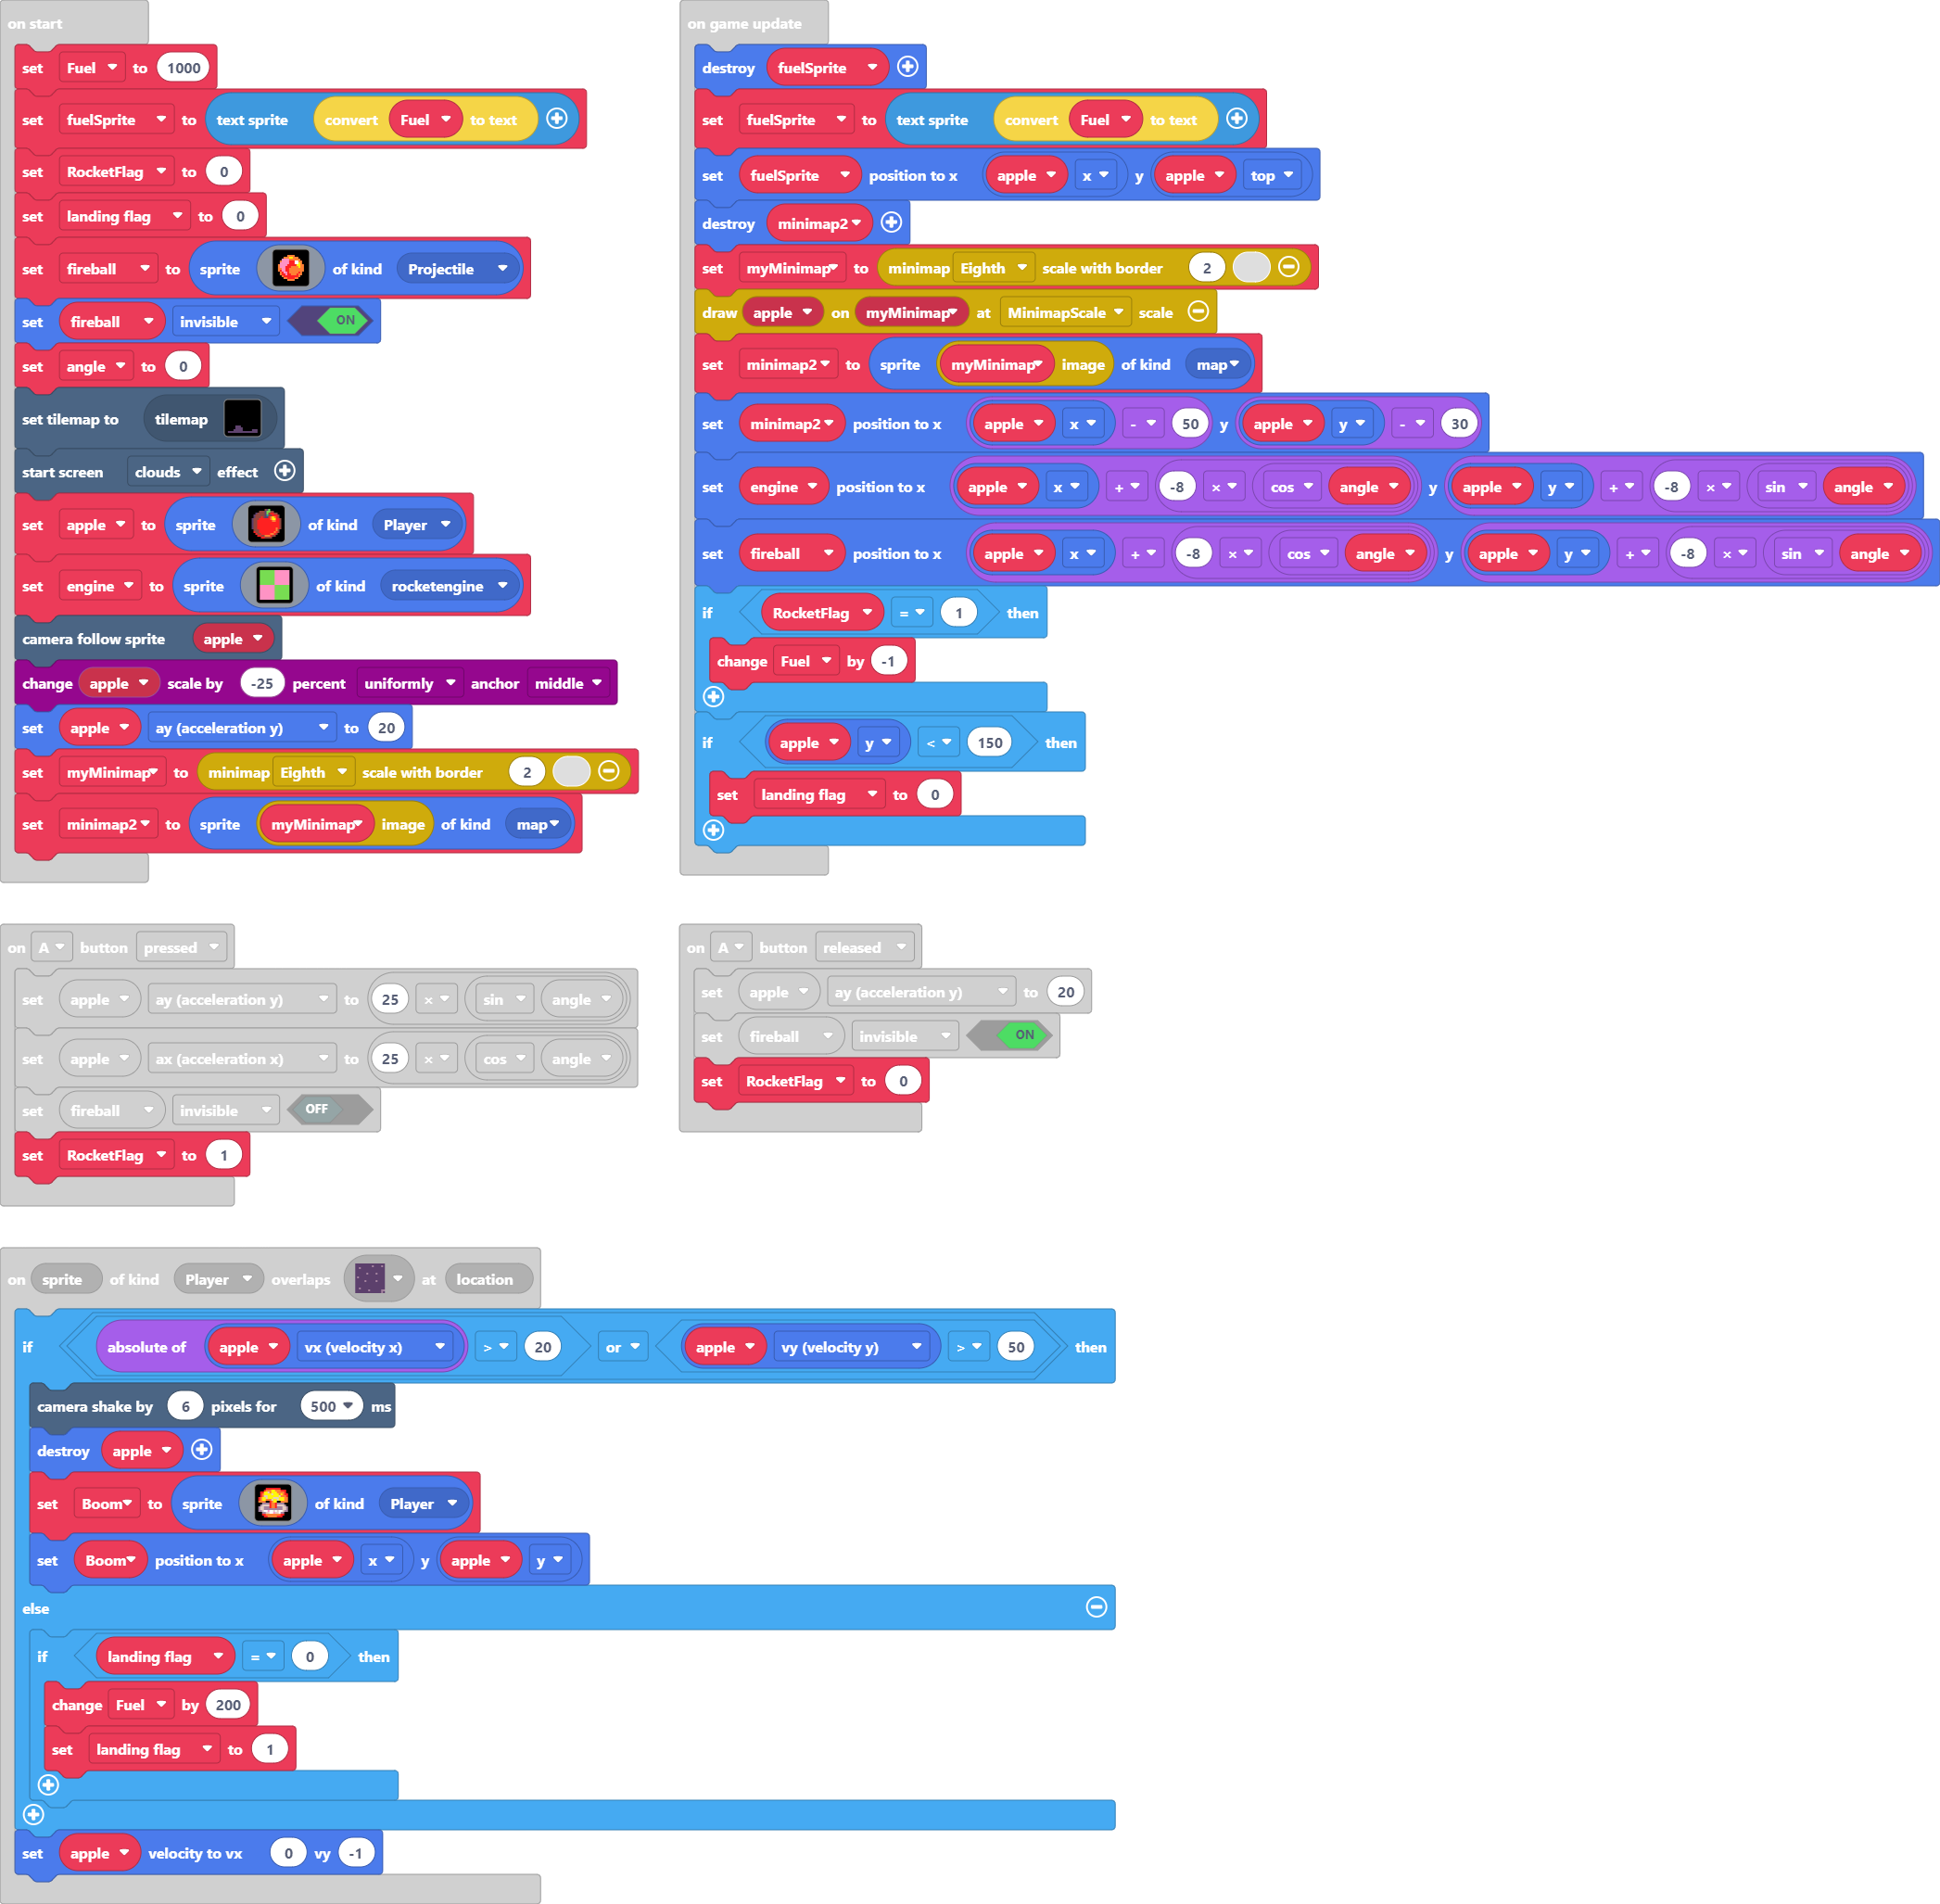 on start
set Fuel to 1000
set fuelSprite to text sprite convert Fuel to text
set RocketFlag to 0
set landing flag to 0
set fireball to sprite of kind Projectile
set fireball invisible ON
set angle to 0
set tilemap to tilemap
start screen clouds effect
set apple to sprite of kind Player
set engine to sprite of kind rocketengine
camera follow sprite apple
change apple scale by -25 percent uniformly anchor middle
set apple ay (acceleration y) to 20
set myMinimap to minimap Eighth scale with border 2
set minimap2 to sprite myMinimap image of kind map
on game update
destroy fuelSprite
set fuelSprite to text sprite convert Fuel to text
set fuelSprite position to x apple x y apple top
destroy minimap2
set myMinimap to minimap Eighth scale with border 2
draw apple on myMinimap at MinimapScale scale
set minimap2 to sprite myMinimap image of kind map
set minimap2 position to x apple x - 50 y apple y - 30
set engine position to x apple x + -8 × cos angle y apple y + -8 × sin angle
set fireball position to x apple x + -8 × cos angle y apple y + -8 × sin angle
if RocketFlag = 1 then
change Fuel by -1
if apple y < 150 then
set landing flag to 0
on A button pressed
set apple ay (acceleration y) to 25 × sin angle
set apple ax (acceleration x) to 25 × cos angle
set fireball invisible OFF
set RocketFlag to 1
on A button released
set apple ay (acceleration y) to 20
set fireball invisible ON
set RocketFlag to 0
on sprite of kind Player overlaps at location
if absolute of apple vx (velocity x) > 20 or apple vy (velocity y) > 50 then
camera shake by 6 pixels for 500 ms
destroy apple
set Boom to sprite of kind Player
set Boom position to x apple x y apple y
else
if landing flag = 0 then
change Fuel by 200
set landing flag to 1
set apple velocity to vx 0 vy -1